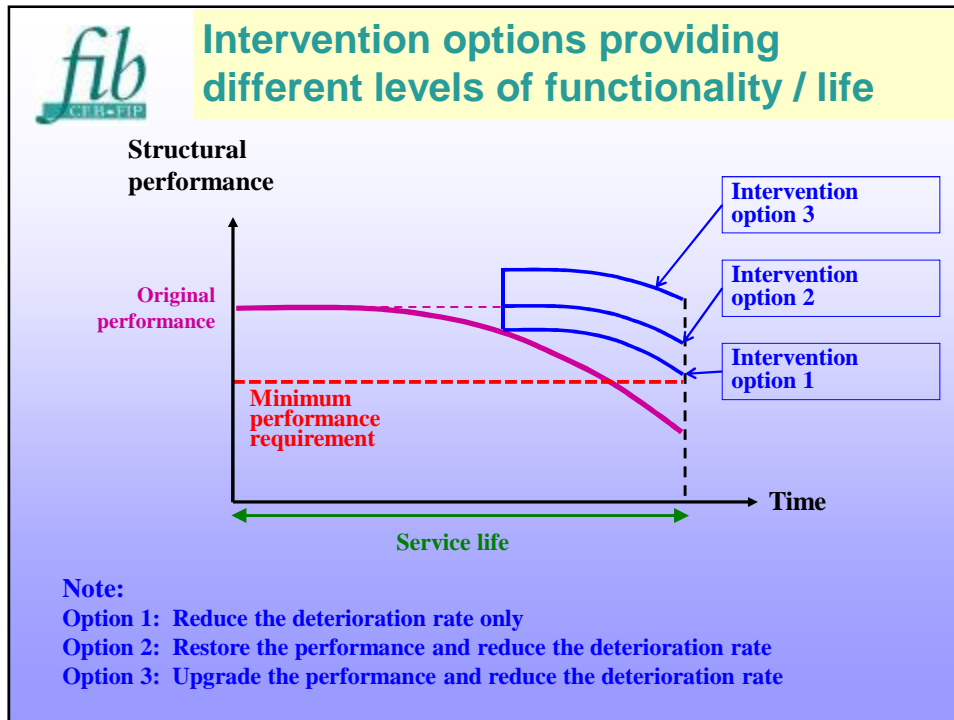 fib
CEB-FIP
Intervention options providing
different levels of functionality / life
Structural
performance
Intervention
option 3
Intervention
option 2
Original
performance
Intervention
option 1
Minimum
performance
requirement
Time
Service life
Note:
Option 1: Reduce the deterioration rate only
Option 2: Restore the performance and reduce the deterioration rate
Option 3: Upgrade the performance and reduce the deterioration rate